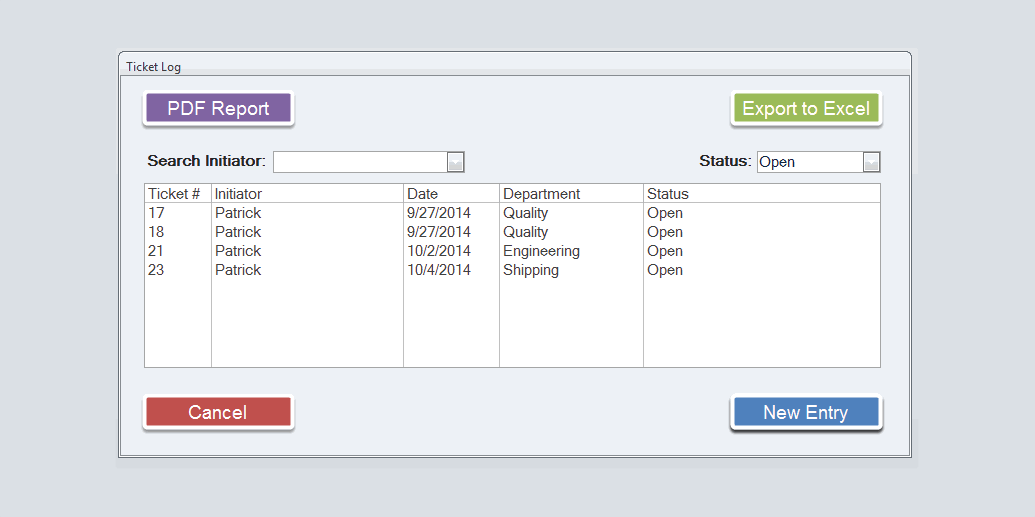 Ticket Log
PDF Report Export to Excel
Search Initiator: Status: Open
Ticket # Initiator Date Department Status
17 Patrick 9/27/2014 Quality Open
18 Patrick 9/27/2014 Quality Open
21 Patrick 10/2/2014 Engineering Open
23 Patrick 10/4/2014 Shipping Open
Cancel New Entry